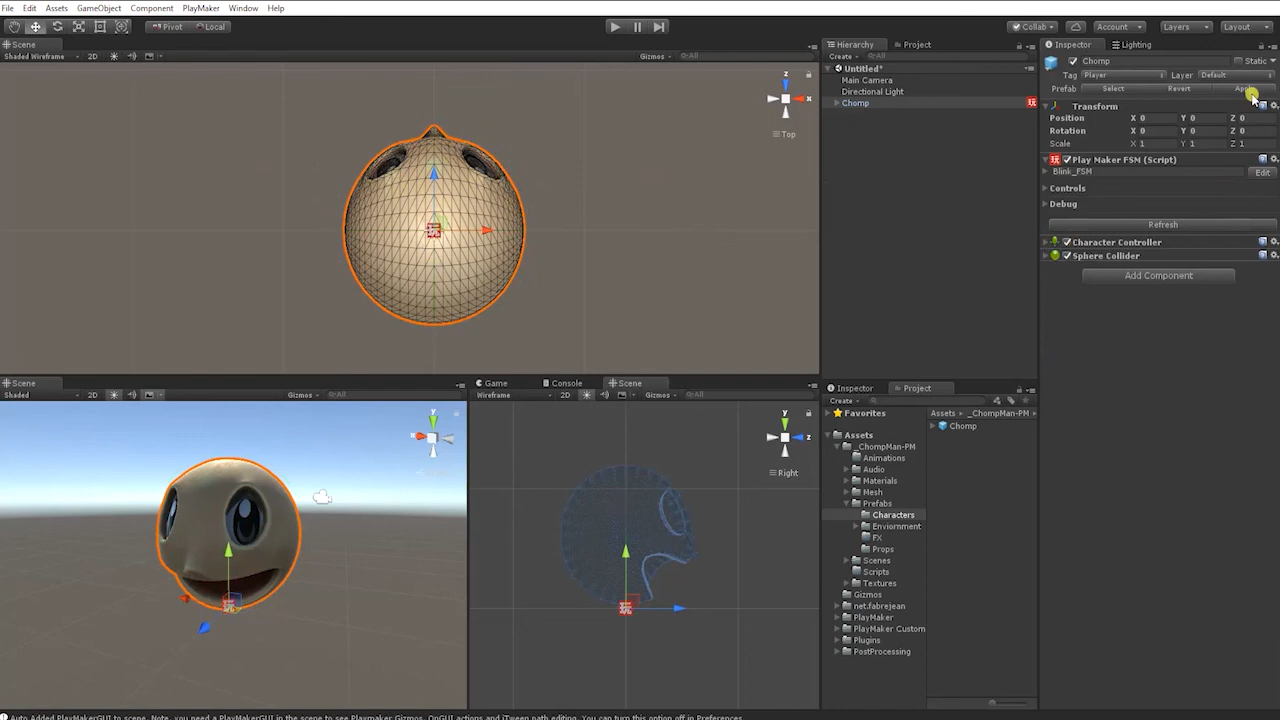 File Edit Assets GameObject Component PlayMaker Window Help
Pivot Local Collab Account Layers Layout
Scene
Shaded Wireframe 2D Gizmos All
z
x
Top
Hierarchy Project
Create All
Untitled*
Main Camera
Directional Light
Chomp
Inspector Lighting
Chomp Static
Tag Player Layer Default
Prefab Select Revert
Transform
Position X 0 Y 0 Z 0
Rotation X 0 Y 0 Z 0
Scale X 1 Y 1 Z 1
Play Maker FSM (Script)
Blink_FSM Edit
Controls
Debug
Refresh
Character Controller
Sphere Collider
Add Component
Scene
Shaded 2D Gizmos All
y
x
Game Console Scene
Wireframe 2D Gizmos All
y
z
Right
Inspector Project
Create
Favorites
Assets
_ChompMan-PM
Animations
Audio
Materials
Mesh
Prefabs
Characters
Enviornment
FX
Props
Scenes
Scripts
Textures
Gizmos
net.fabrejean
PlayMaker
PlayMaker Custom
Plugins
PostProcessing
Assets _ChompMan-PM
Chomp
Auto Added PlayMakerGUI to scene. Note, you need a PlayMakerGUI in the scene to see Playmaker Gizmos, OnGUI actions and iTween path editing. You can turn this option off in Preferences.